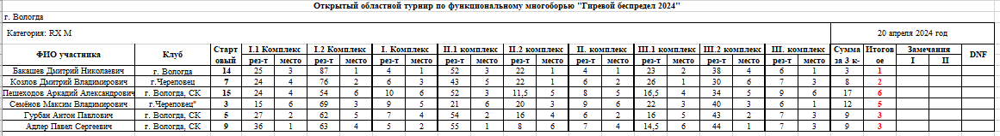 Открытый областной турнир по функциональному многоборью "Гиревой беспредел 2024"
г. Вологда
Категория: RX M 20 апреля 2024 год
ФИО участника Клуб Старт овый I.1 Комплекс I.2 Комплекс I. Комплекс II.1 комплекс II.2 комплекс II. комплекс III.1 комплекс III.2 комплекс III. комплекс Сумма за 3 к- Итогов ое Замечания DNF
рез-т место рез-т место рез-т место рез-т место рез-т место рез-т место рез-т место рез-т место рез-т место I II
Бакашев Дмитрий Николаевич г. Вологда 14 25 3 87 1 4 1 52 3 22 1 4 1 23 2 38 4 6 1 3 1
Козлов Дмитрий Владимирович г.Череповец 7 24 4 76 2 6 3 43 5 22 1 6 2 26 1 30 6 7 3 8 2
Пешеходов Аркадий Александрович г. Вологда, СК 15 24 4 54 6 10 6 52 3 11,5 5 8 5 16,5 4 34 5 9 6 17 6
Семёнов Максим Владимирович г.Череповец* 3 15 6 69 3 9 5 21 6 20 3 9 6 22 3 40 3 6 1 12 5
Гурбан Антон Павлович г. Вологда, СК 5 27 2 62 5 7 4 54 2 16 4 6 2 16 5 43 2 7 3 9 3
Адлер Павел Сергеевич г. Вологда, СК 9 36 1 63 4 5 2 55 1 8 6 7 4 14,5 6 44 1 7 3 9 3